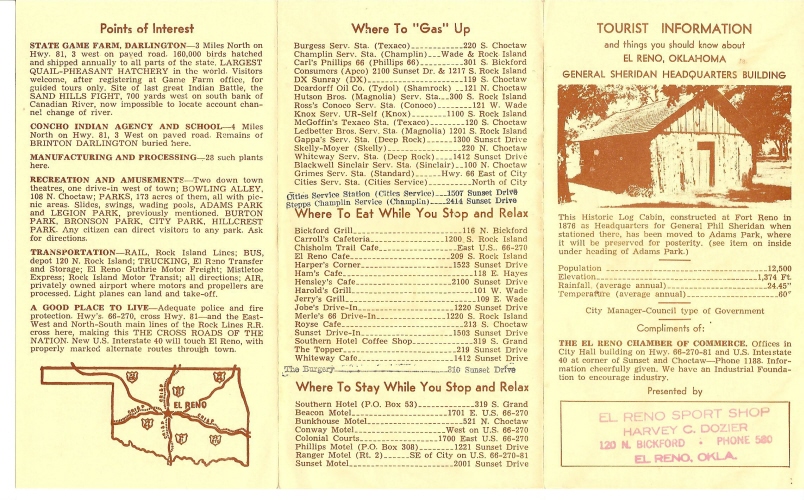 Points of Interest
STATE GAME FARM, DARLINGTON—3 Miles North on
Hwy. 81, 3 west on paved road. 160,000 birds hatched
and shipped annually to all parts of the state. LARGEST
QUAIL-PHEASANT HATCHERY in the world. Visitors
welcome, after registering at Game Farm office, for
guided tours only. Site of last great Indian Battle, the
SAND HILLS FIGHT, 700 yards west on south bank of
Canadian River, now impossible to locate account chan-
nel change of river.
CONCHO INDIAN AGENCY AND SCHOOL—4 Miles
North on Hwy. 81, 3 West on paved road. Remains of
BRINTON DARLINGTON buried here.
MANUFACTURING AND PROCESSING—28 such plants
here.
RECREATION AND AMUSEMENTS—Two down town
theatres, one drive-in west of town; BOWLING ALLEY,
108 N. Choctaw; PARKS, 173 acres of them, all with pic-
nic areas. Slides, swings, wading pools, ADAMS PARK
and LEGION PARK, previously mentioned. BURTON
PARK, BRONSON PARK, CITY PARK, HILLCREST
PARK. Any citizen can direct visitors to any park. Ask
for directions.
TRANSPORTATION—RAIL, Rock Island Lines; BUS,
depot 120 N. Rock Island; TRUCKING, El Reno Transfer
and Storage; El Reno Guthrie Motor Freight; Mistletoe
Express; Rock Island Motor Transit; all directions; AIR,
privately owned airport where motors and propellers are
processed. Light planes can land and take-off.
A GOOD PLACE TO LIVE—Adequate police and fire
protection. Hwy's. 66-270, cross Hwy. 81—and the East-
West and North-South main lines of the Rock Lines R.R.
cross here, making this THE CROSS ROADS OF THE
NATION. New U.S. Interstate 40 will touch El Reno, with
properly marked alternate routes through town.
EL RENO
Where To "Gas" Up
Burgess Serv. Sta. (Texaco) 220 S. Choctaw
Champlin Serv. Sta. (Champlin) Wade & Rock Island
Carl's Phillips 66 (Phillips 66) 301 S. Bickford
Consumers (Apco) 2100 Sunset Dr. & 1217 S. Rock Island
DX Sunray (DX) 119 S. Choctaw
Deardorff Oil Co. (Tydol) (Shamrock) 121 N. Choctaw
Hutson Bros. (Magnolia) Serv. Sta. 300 S. Rock Island
Ross's Conoco Serv. Sta. (Conoco) 121 W. Wade
Knox Serv. UR-Self (Knox) 1100 S. Rock Island
McGoffin's Texaco Sta. (Texaco) 120 S. Choctaw
Ledbetter Bros. Serv. (Magnolia) 1201 S. Rock Island
Gappa's Serv. (Deep Rock) 1300 Sunset Drive
Skelly-Moyer (Skelly) 220 N. Choctaw
Whiteway Serv. Sta. (Deep Rock) 1412 Sunset Drive
Blackwell Sinclair Serv. Sta. (Sinclair) 100 N. Choctaw
Grimes Serv. Sta. (Standard) Hwy. 66 East of City
Cities Serv. Sta. (Cities Service) North of City
Cities Service Station (Cities Service) 1507 Sunset Drive
Stepps Champlin Service (Champlin) 2414 Sunset Drive
Where To Eat While You Stop and Relax
Bickford Grill 116 N. Bickford
Carroll's Cafeteria 1200 S. Rock Island
Chisholm Trail Cafe East U.S. 66-270
El Reno Cafe 209 S. Rock Island
Harper's Corner 1523 Sunset Drive
Ham's Cafe 118 E. Hayes
Hensley's Cafe 2100 Sunset Drive
Harold's Grill 101 W. Wade
Jerry's Grill 109 E. Wade
Jobe's Drive-In 1220 Sunset Drive
Merle's 66 Drive-In 1220 S. Rock Island
Royse Cafe 213 S. Choctaw
Sunset Drive-In 1503 Sunset Drive
Southern Hotel Coffee Shop 319 S. Grand
The Topper 219 Sunset Drive
Whiteway Cafe 1412 Sunset Drive
The Burgery 310 Sunset Drive
Where To Stay While You Stop and Relax
Southern Hotel (P.O. Box 53) 319 S. Grand
Beacon Motel 1701 E. U.S. 66-270
Bunkhouse Motel 521 N. Choctaw
Conway Motel West on U.S. 66-270
Colonial Courts 1700 East U.S. 66-270
Phillips Motel (P.O. Box 308) 1221 Sunset Drive
Ranger Motel (Rt. 2) SE of City on U.S. 66-270-81
Sunset Motel 2001 Sunset Drive
TOURIST INFORMATION
and things you should know about
EL RENO, OKLAHOMA
GENERAL SHERIDAN HEADQUARTERS BUILDING
This Historic Log Cabin, constructed at Fort Reno in
1876 as Headquarters for General Phil Sheridan when
stationed there, has been moved to Adams Park, where
it will be preserved for posterity. (see item on inside
under heading of Adams Park.)
Population 12,500
Elevation 1,374 Ft.
Rainfall (average annual) 24.45"
Temperature (average annual) 60°
City Manager-Council type of Government
Compliments of:
THE EL RENO CHAMBER OF COMMERCE. Offices in
City Hall building on Hwy. 66-270-81 and U.S. Interstate
40 at corner of Sunset and Choctaw—Phone 1188. Infor-
mation cheerfully given. We have an Industrial Founda-
tion to encourage industry.
Presented by
EL RENO SPORT SHOP
HARVEY G. DOZIER
120 N. BICKFORD • PHONE 580
EL RENO, OKLA.